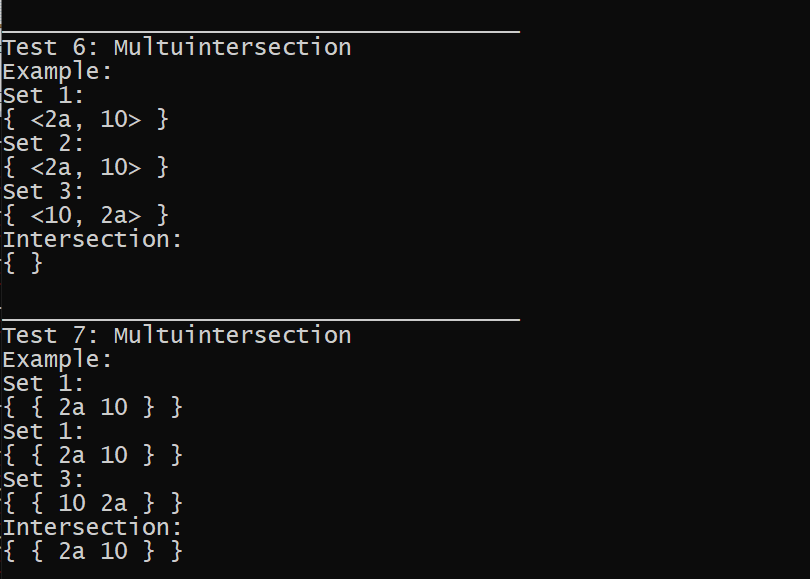 Test 6: Multuintersection
Example:
Set 1:
{ <2a, 10> }
Set 2:
{ <2a, 10> }
Set 3:
{ <10, 2a> }
Intersection:
{ }
Test 7: Multuintersection
Example:
Set 1:
{ { 2a 10 } }
Set 1:
{ { 2a 10 } }
Set 3:
{ { 10 2a } }
Intersection:
{ { 2a 10 } }